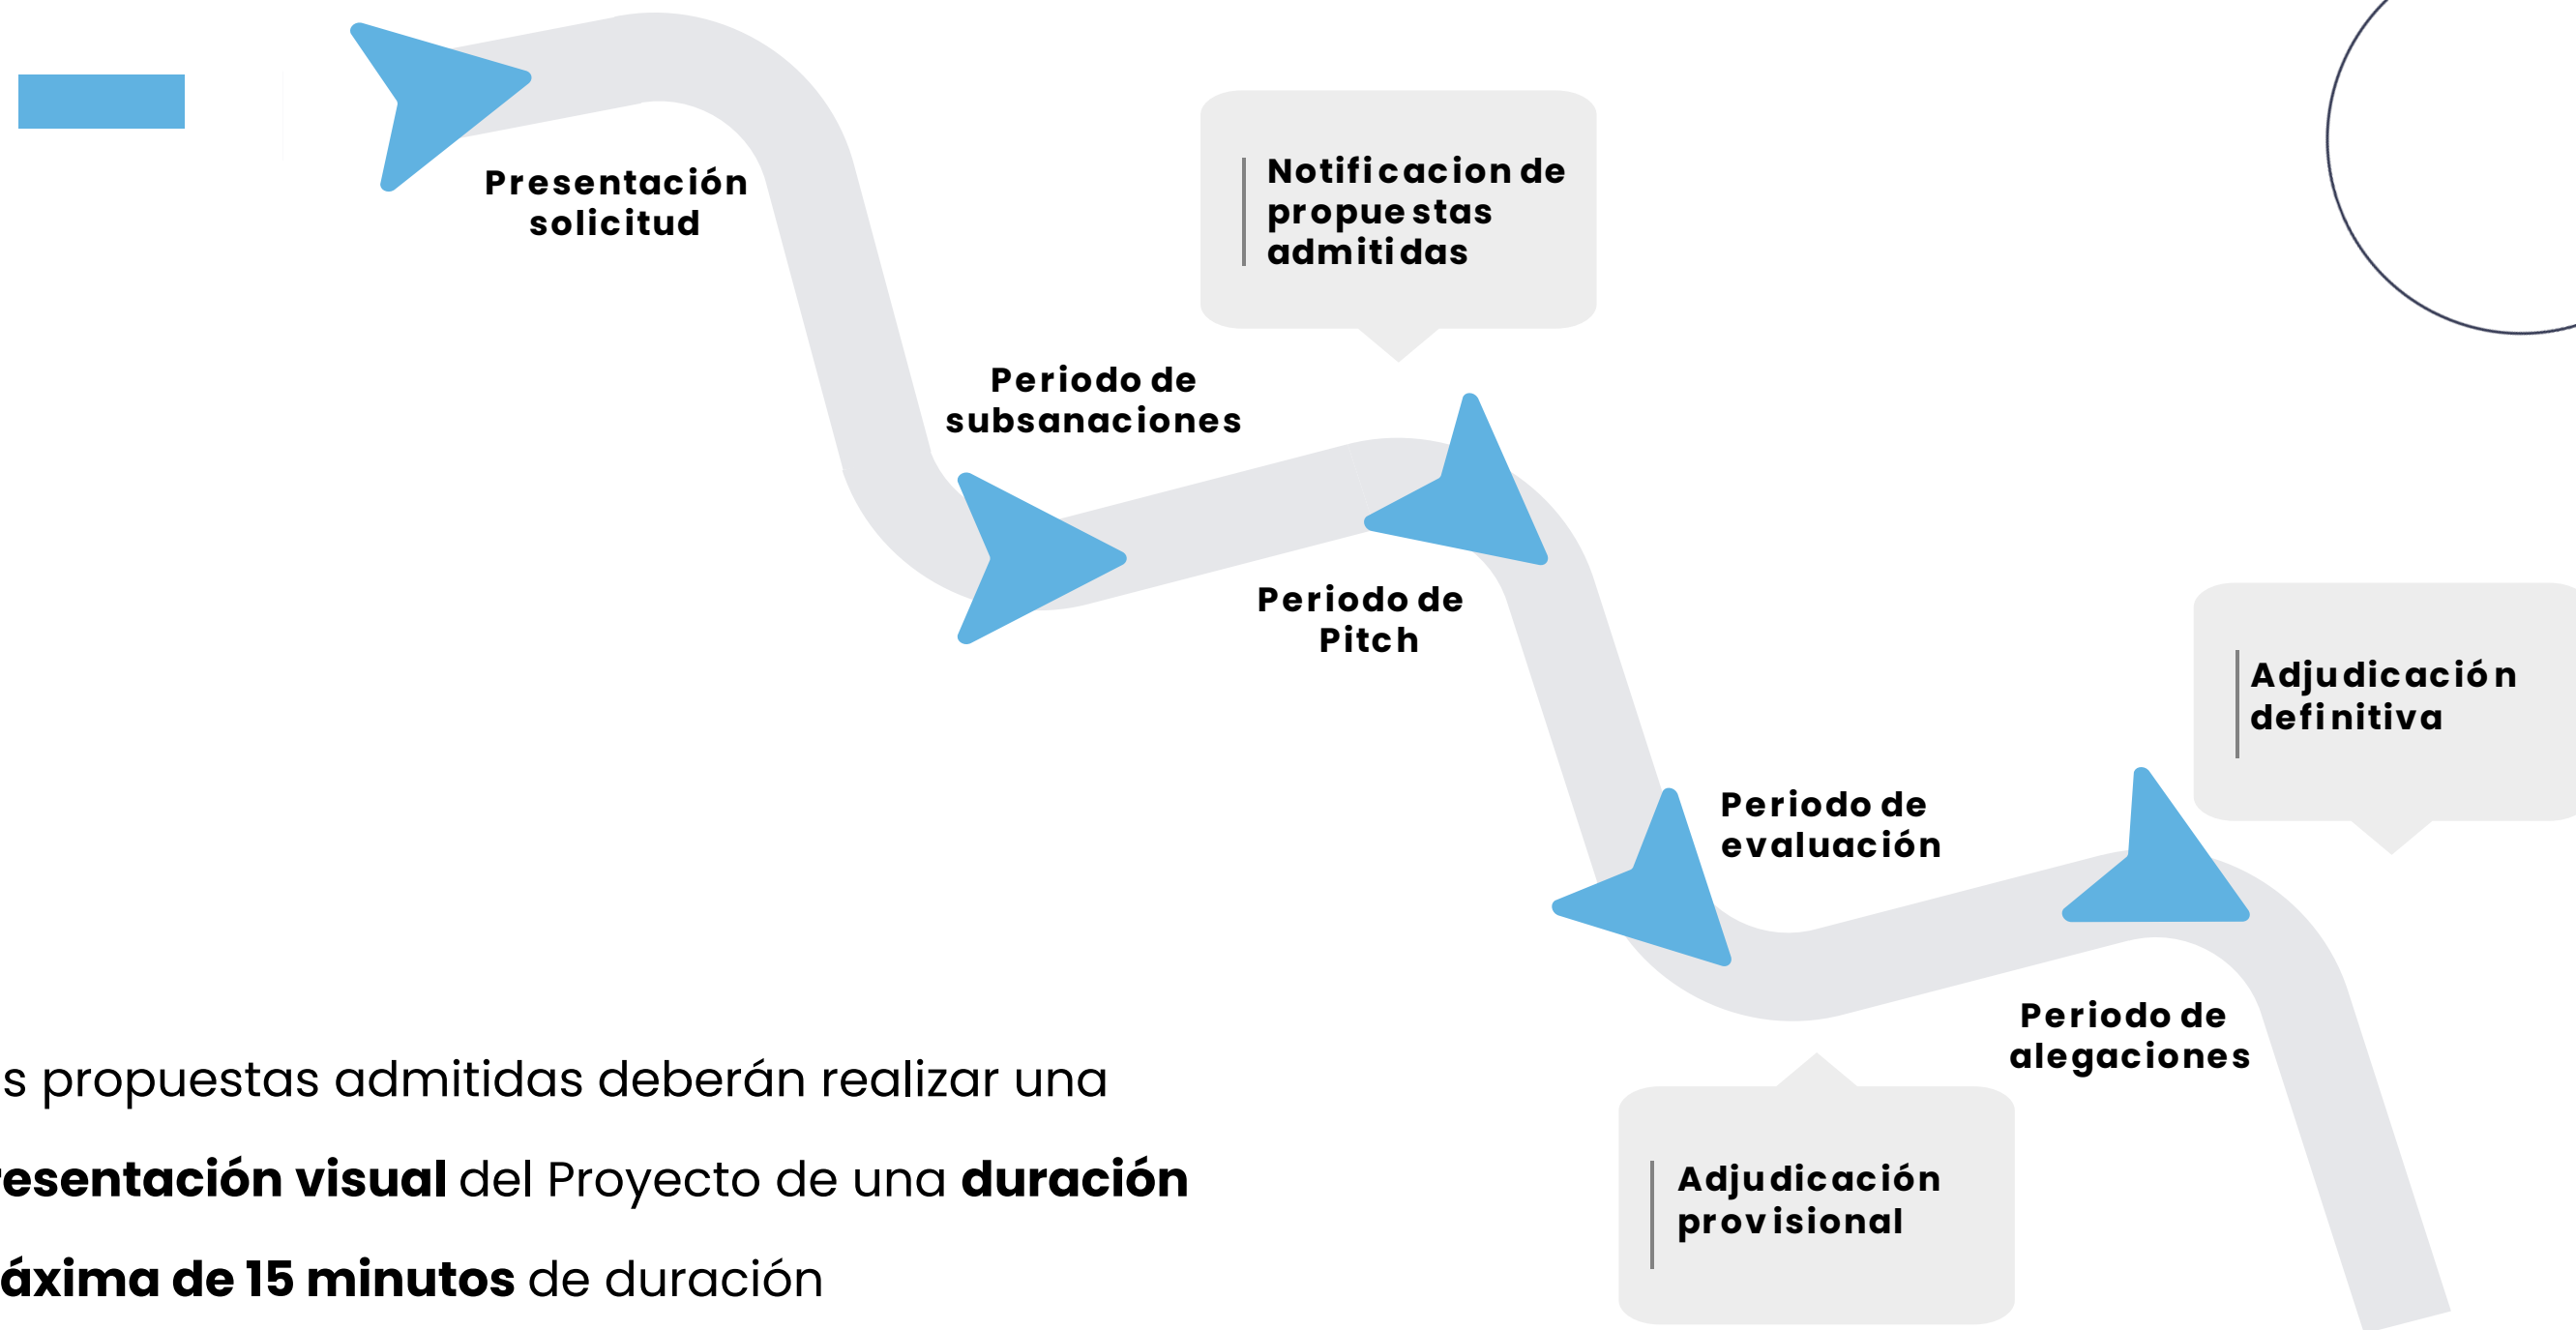 Presentación
solicitud
Notificacion de
propuestas
admitidas
Periodo de
subsanaciones
Periodo de
Pitch
Adjudicación
definitiva
Periodo de
evaluación
Periodo de
alegaciones
Adjudicación
provisional
s propuestas admitidas deberán realizar una
resentación visual del Proyecto de una duración
áxima de 15 minutos de duración